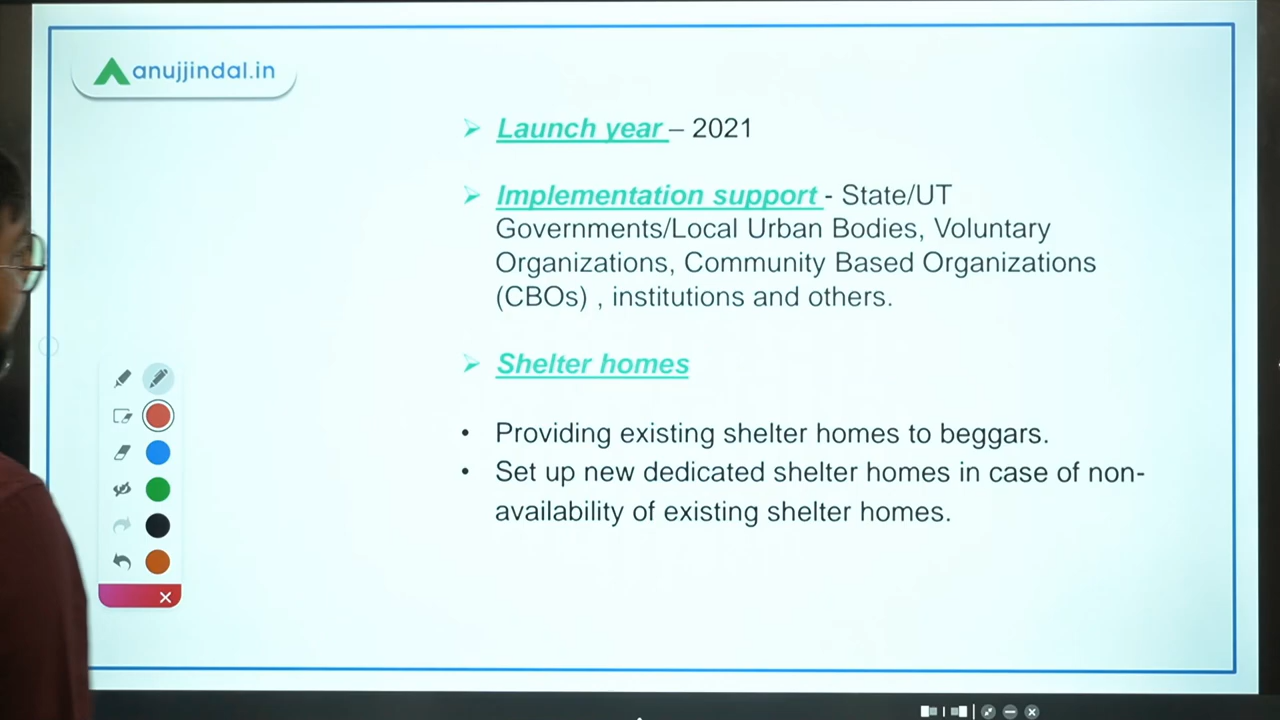 anujjindal.in
➢ Launch year – 2021
➢ Implementation support - State/UT
Governments/Local Urban Bodies, Voluntary
Organizations, Community Based Organizations
(CBOs) , institutions and others.
➢ Shelter homes
• Providing existing shelter homes to beggars.
• Set up new dedicated shelter homes in case of non-
availability of existing shelter homes.